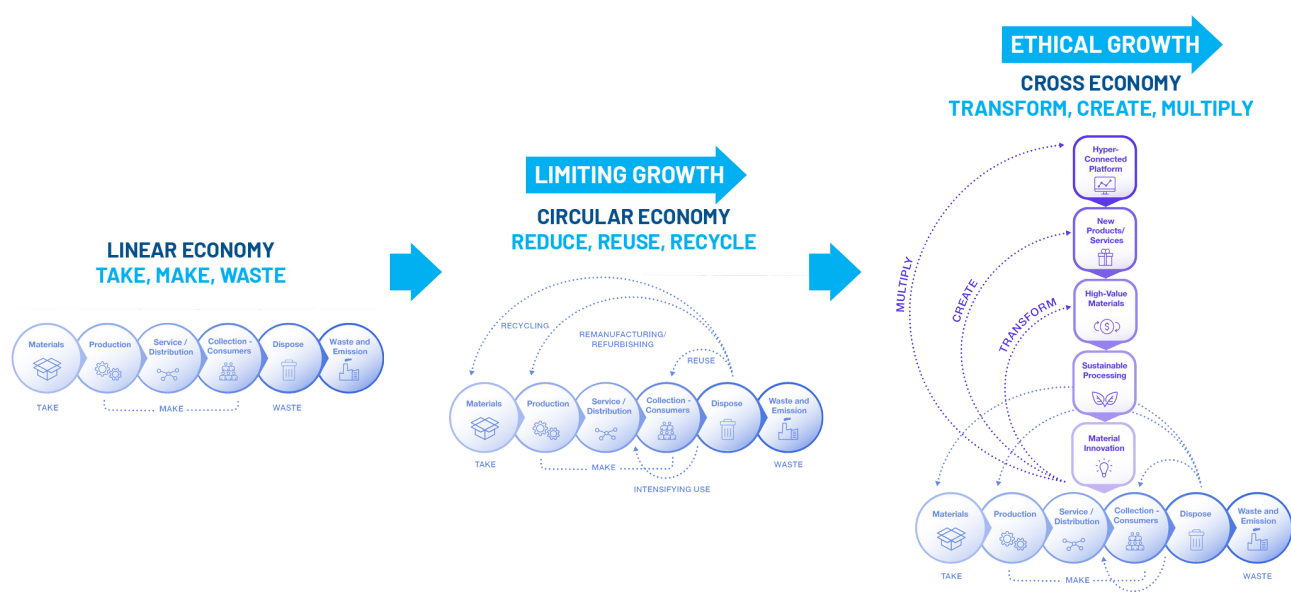 LINEAR ECONOMY
TAKE, MAKE, WASTE
Materials
Production
Service /
Distribution
Collection -
Consumers
Dispose
Waste and
Emission
TAKE
MAKE
WASTE
LIMITING GROWTH
CIRCULAR ECONOMY
REDUCE, REUSE, RECYCLE
RECYCLING
REMANUFACTURING/
REFURBISHING
REUSE
Materials
Production
Service /
Distribution
Collection -
Consumers
Dispose
Waste and
Emission
TAKE
MAKE
WASTE
INTENSIFYING USE
ETHICAL GROWTH
CROSS ECONOMY
TRANSFORM, CREATE, MULTIPLY
Hyper-
Connected
Platform
New
Products/
Services
High-Value
Materials
Sustainable
Processing
Material
Innovation
MULTIPLY
CREATE
TRANSFORM
Materials
Production
Service /
Distribution
Collection -
Consumers
Dispose
Waste and
Emission
TAKE
MAKE
WASTE